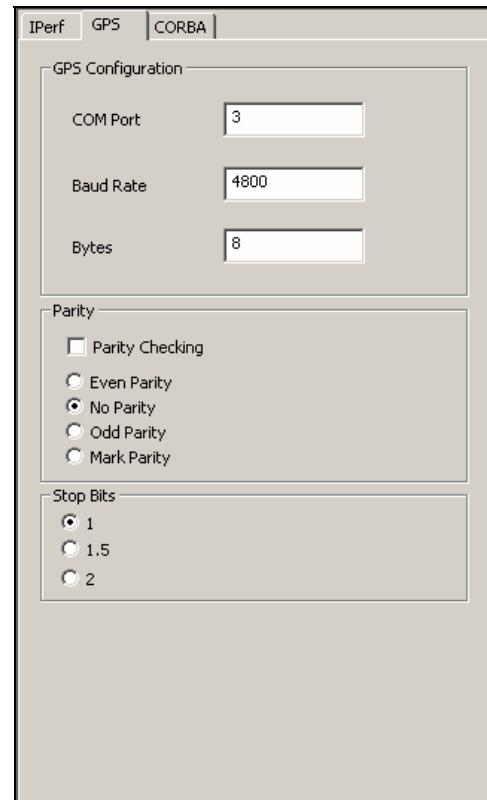 IPerf GPS CORBA
GPS Configuration
COM Port 3
Baud Rate 4800
Bytes 8
Parity
Parity Checking
Even Parity
No Parity
Odd Parity
Mark Parity
Stop Bits
1
1.5
2